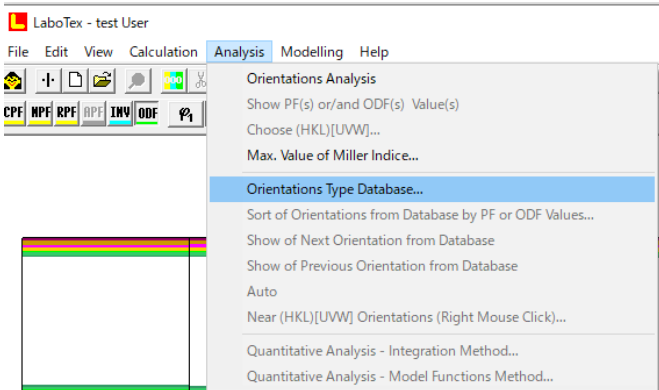 LaboTex - test User
File Edit View Calculation Analysis Modelling Help
CPF NPF RPF APF INV ODF φ1
Orientations Analysis
Show PF(s) or/and ODF(s) Value(s)
Choose (HKL)[UVW]...
Max. Value of Miller Indice...
Orientations Type Database...
Sort of Orientations from Database by PF or ODF Values...
Show of Next Orientation from Database
Show of Previous Orientation from Database
Auto
Near (HKL)[UVW] Orientations (Right Mouse Click)...
Quantitative Analysis - Integration Method...
Quantitative Analysis - Model Functions Method...